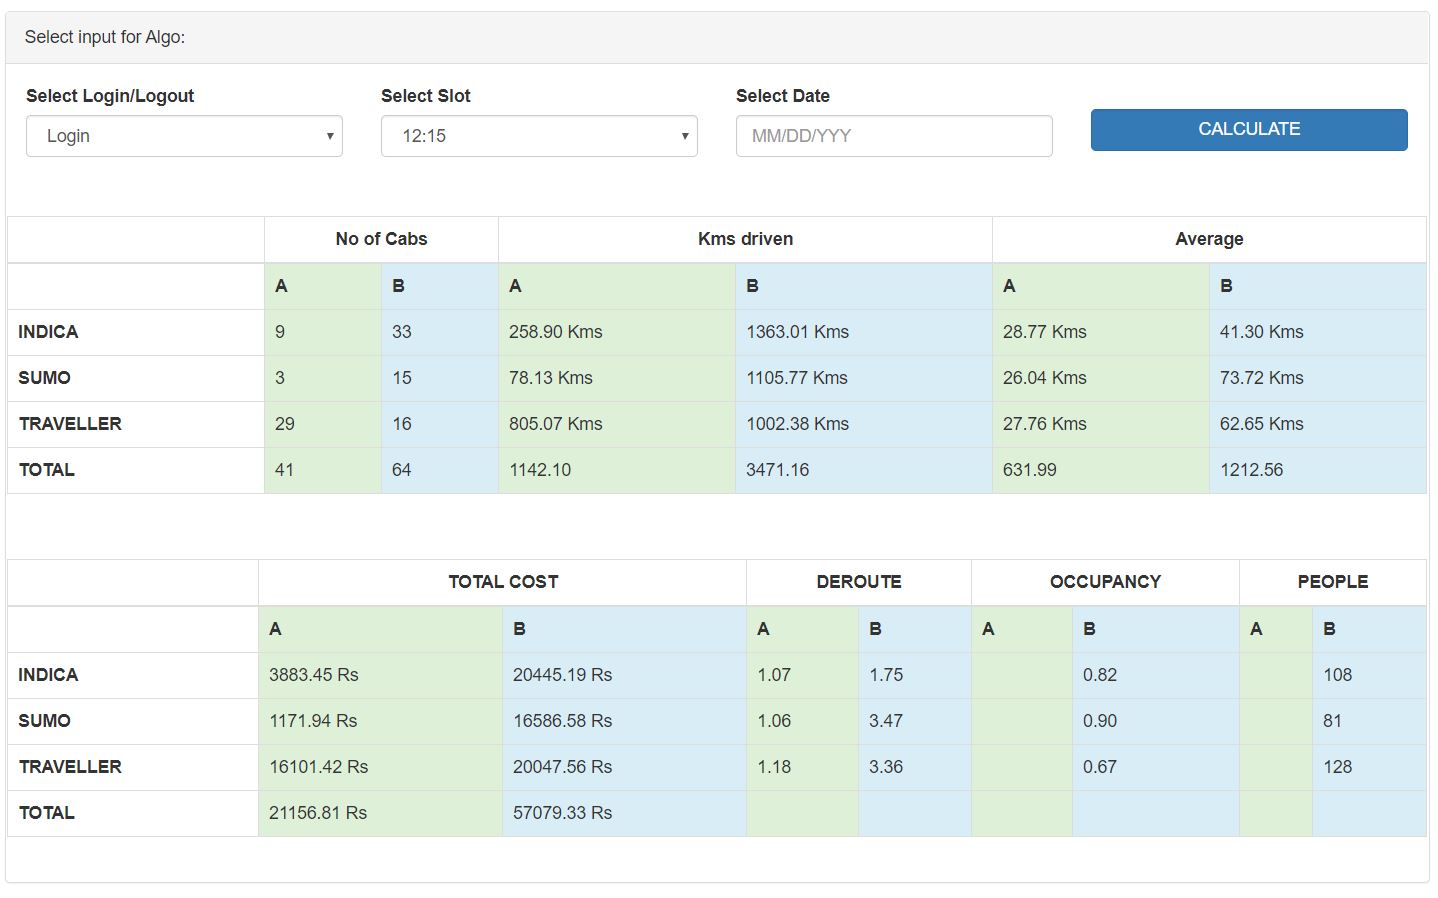 Select input for Algo:
Select Login/Logout Select Slot Select Date
Login 12:15 MM/DD/YYY CALCULATE
No of Cabs Kms driven Average
A B A B A B
INDICA 9 33 258.90 Kms 1363.01 Kms 28.77 Kms 41.30 Kms
SUMO 3 15 78.13 Kms 1105.77 Kms 26.04 Kms 73.72 Kms
TRAVELLER 29 16 805.07 Kms 1002.38 Kms 27.76 Kms 62.65 Kms
TOTAL 41 64 1142.10 3471.16 631.99 1212.56
TOTAL COST DEROUTE OCCUPANCY PEOPLE
A B A B A B A B
INDICA 3883.45 Rs 20445.19 Rs 1.07 1.75 0.82 108
SUMO 1171.94 Rs 16586.58 Rs 1.06 3.47 0.90 81
TRAVELLER 16101.42 Rs 20047.56 Rs 1.18 3.36 0.67 128
TOTAL 21156.81 Rs 57079.33 Rs